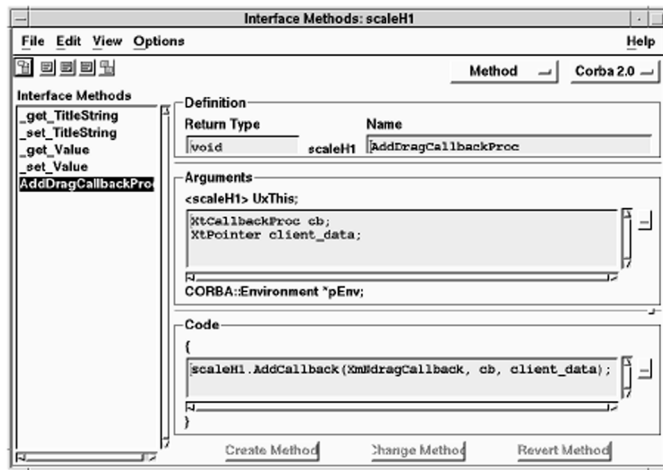 Interface Methods: scaleH1
File Edit View Options Help
Method Corba 2.0
Interface Methods
_get_TitleString
_set_TitleString
_get_Value
_set_Value
AddDragCallbackPro
Definition
Return Type Name
void scaleH1 AddDragCallbackProc
Arguments
<scaleH1> UxThis;
XtCallbackProc cb;
XtPointer client_data;
CORBA::Environment *pEnv;
Code
{
scaleH1.AddCallback(XmNdragCallback, cb, client_data);
}
Create Method Change Method Revert Method